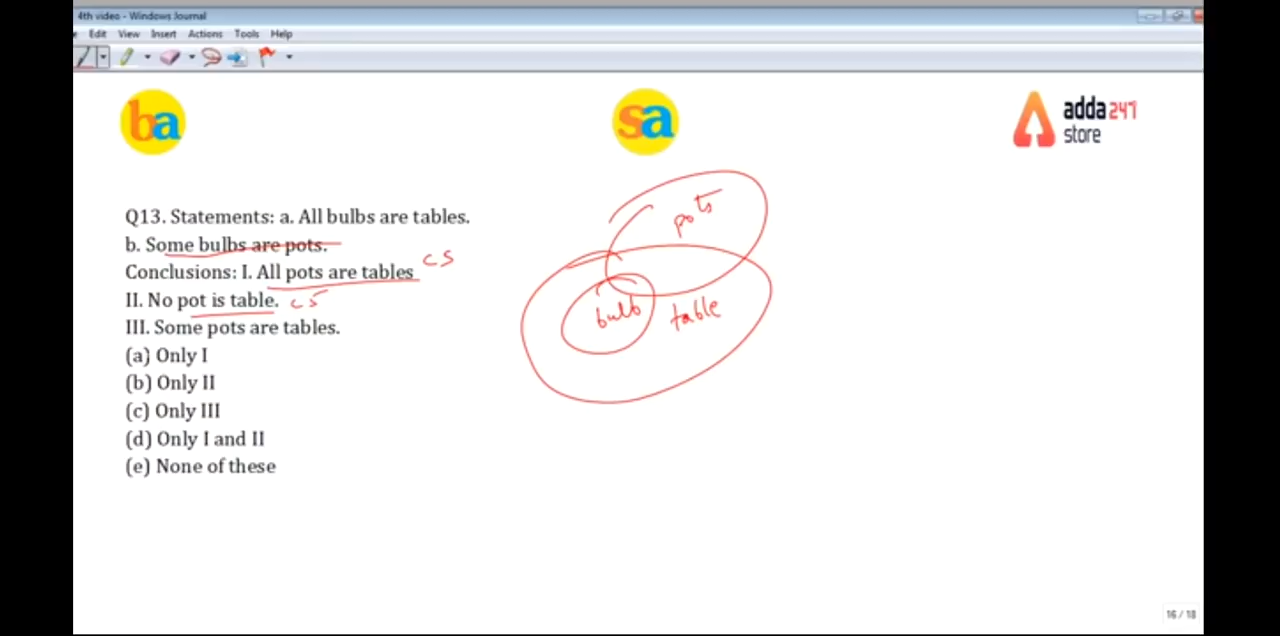 4th video - Windows Journal
Edit View Insert Actions Tools Help
ba
sa
adda247
store
Q13. Statements: a. All bulbs are tables.
b. Some bulbs are pots.
Conclusions: I. All pots are tables
CS
II. No pot is table.
CS
III. Some pots are tables.
(a) Only I
(b) Only II
(c) Only III
(d) Only I and II
(e) None of these
pots
bulb
table
16 / 18